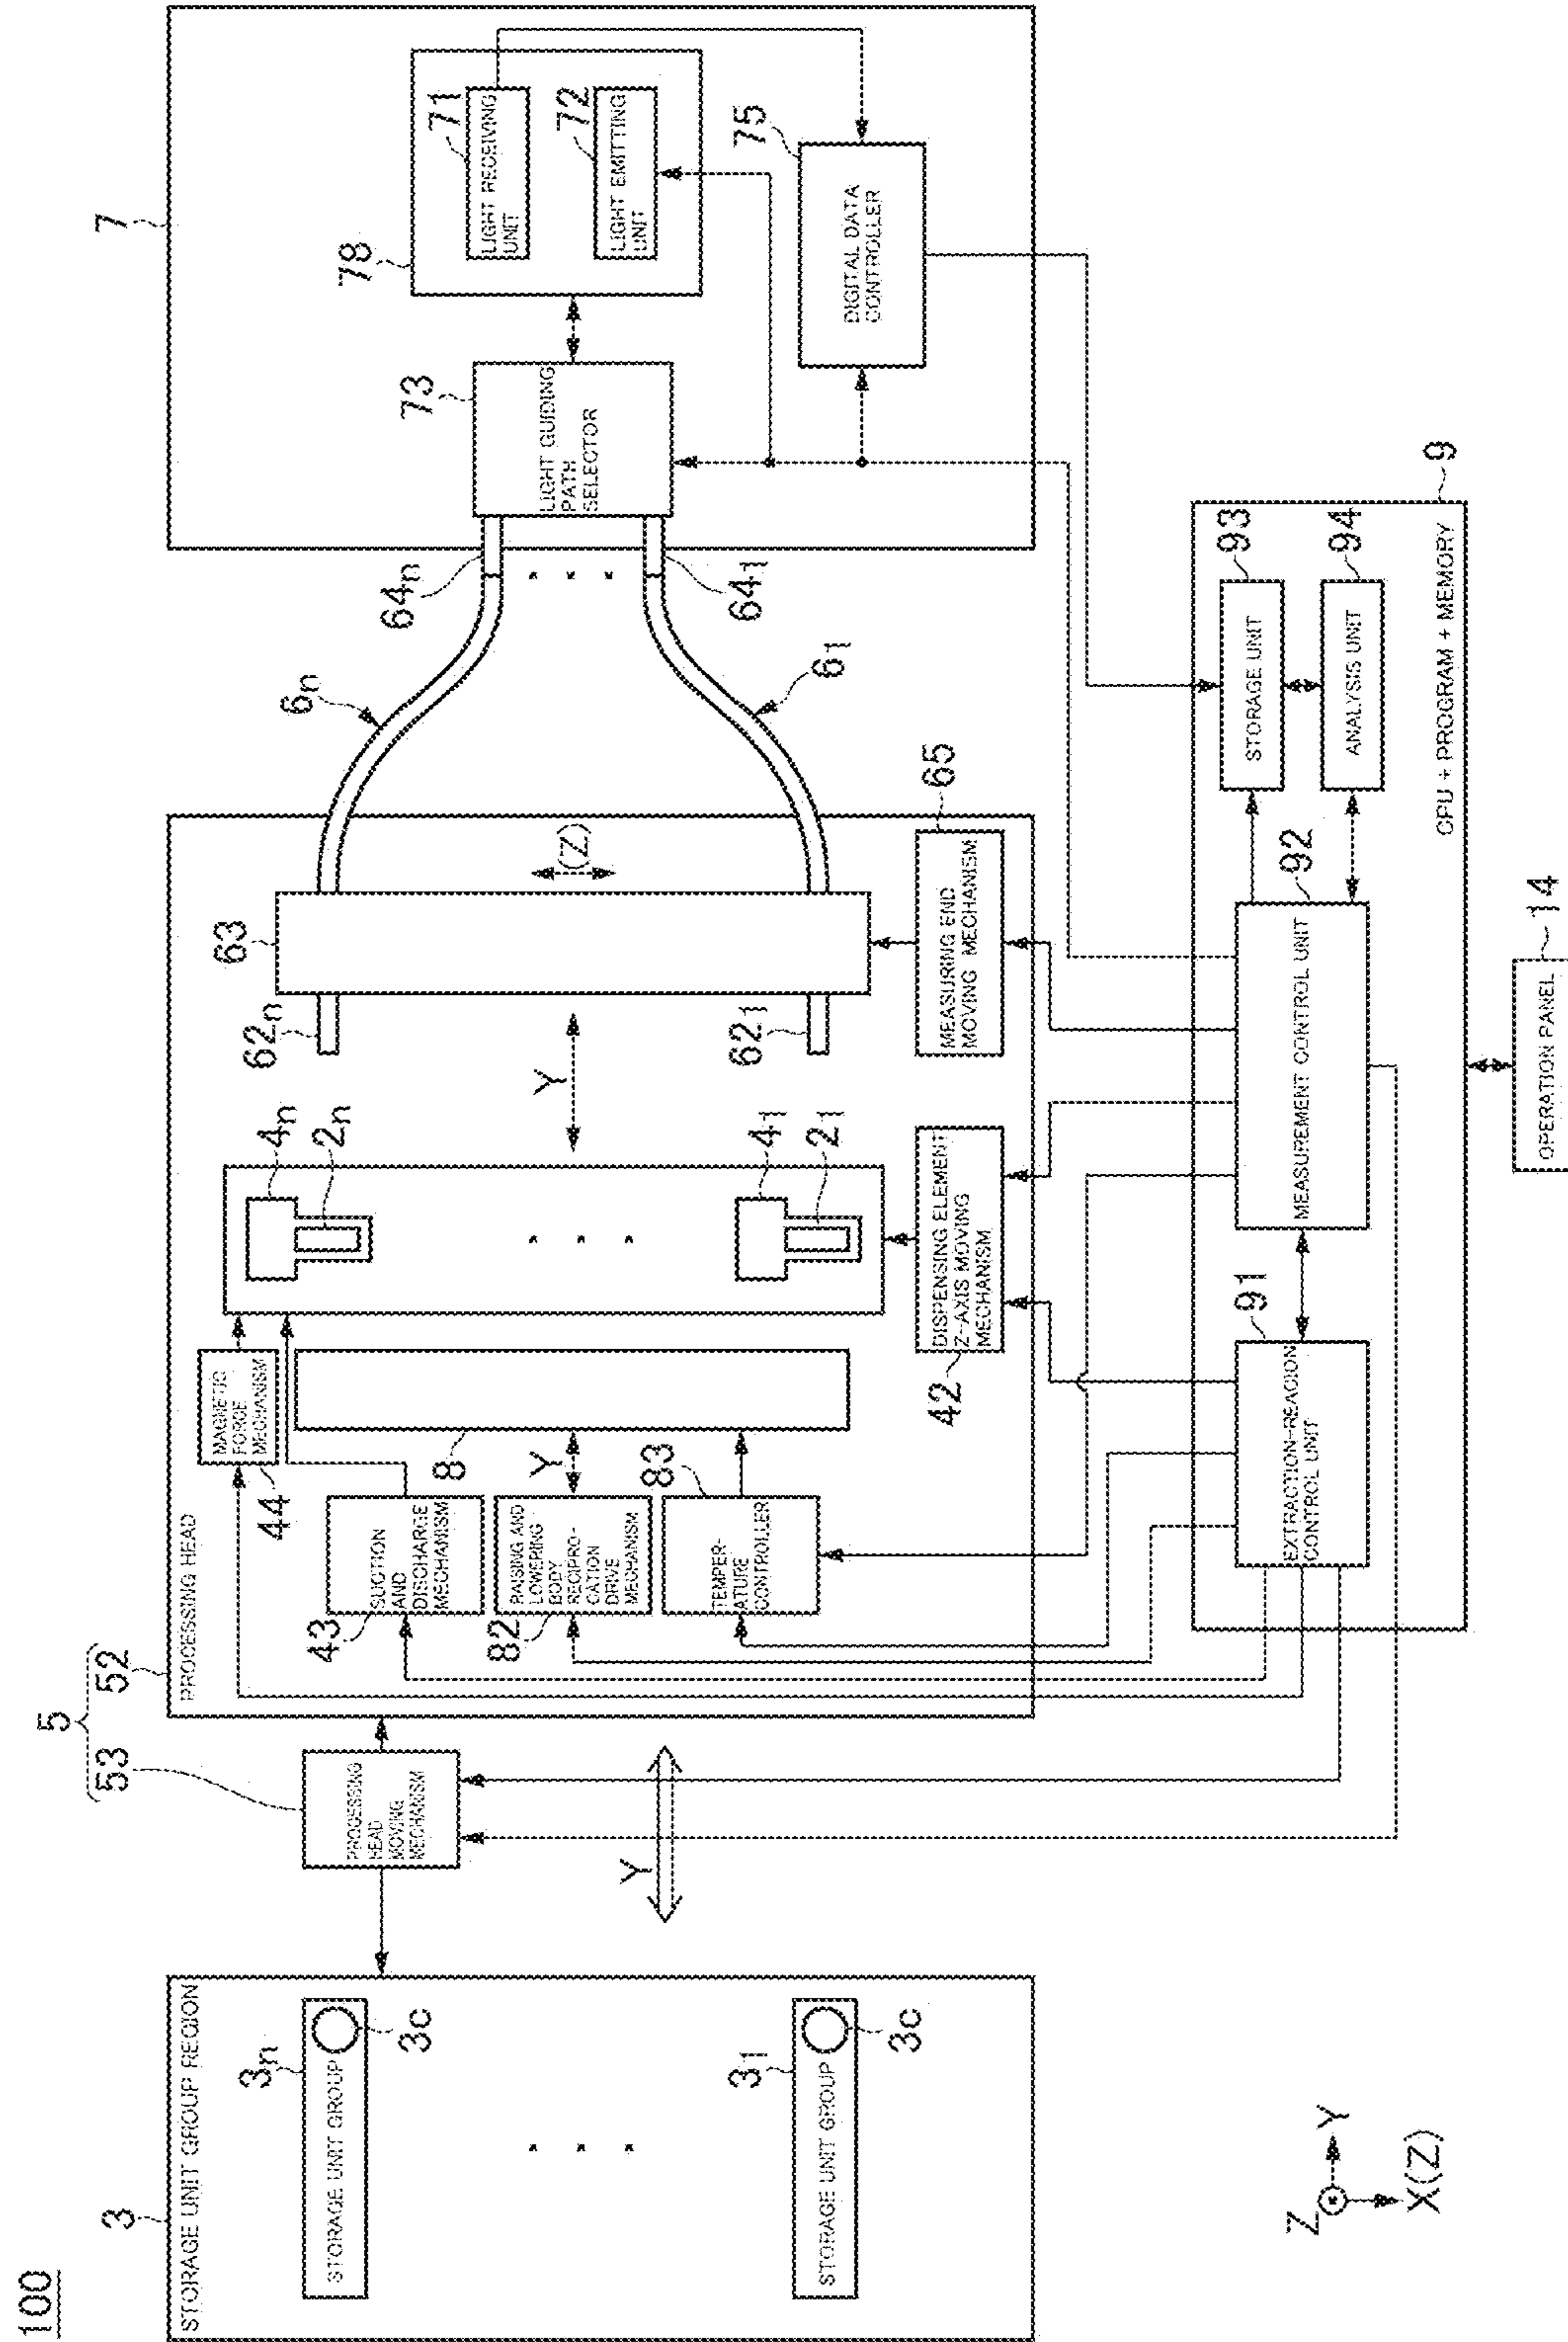 100
3
STORAGE UNIT GROUP REGION
3n
STORAGE UNIT GROUP
3c
31
STORAGE UNIT GROUP
3c
5
53
52
PROCESSING
HEAD
MOVING
MECHANISM
Y
PROCESSING HEAD
43
SUCTION
AND
DISCHARGE
MECHANISM
82
RAISING AND
LOWERING
BODY
RECIPRO-
CATION
DRIVE
MECHANISM
83
TEMPER-
ATURE
CONTROLLER
44
MAGNETIC
FORCE
MECHANISM
8
Y
4n
2n
41
21
42
DISPENSING ELEMENT
Z-AXIS MOVING
MECHANISM
Y
62n
621
63
(Z)
65
MEASURING END
MOVING MECHANISM
6n
61
64n
641
7
73
LIGHT GUIDING
PATH
SELECTOR
78
71
LIGHT RECEIVING
UNIT
72
LIGHT EMITTING
UNIT
75
DIGITAL DATA
CONTROLLER
9
91
EXTRACTION-REACION
CONTROL UNIT
92
MEASUREMENT CONTROL UNIT
93
STORAGE UNIT
94
ANALYSIS UNIT
CPU + PROGRAM + MEMORY
14
OPERATION PANEL
Z
Y
X(Z)